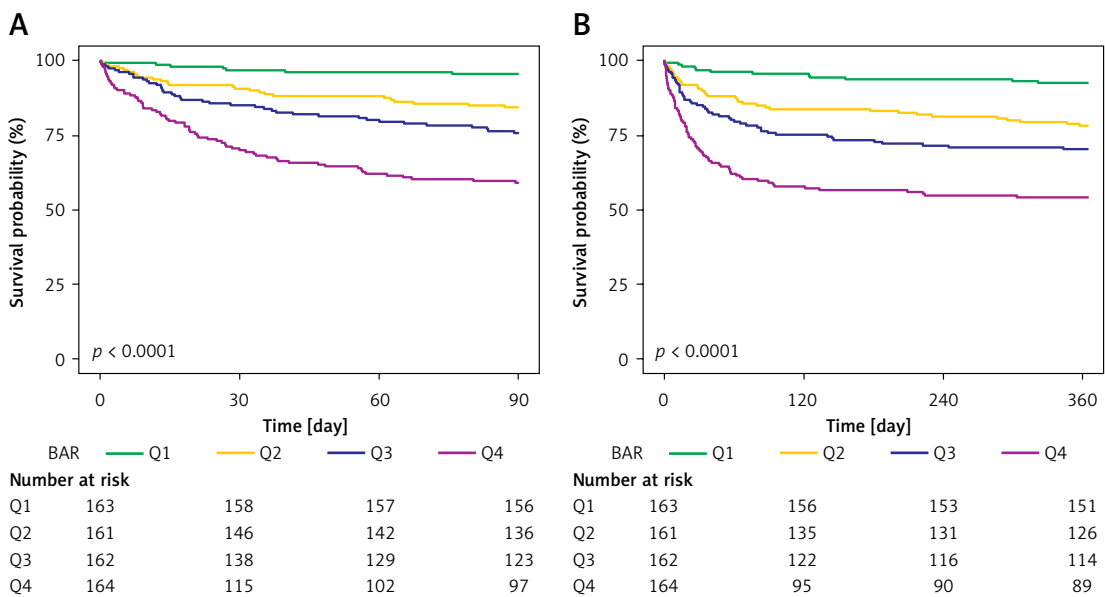 A
Survival probability (%)
100
75
50
25
0
p < 0.0001
0 30 60 90
Time [day]
BAR Q1 Q2 Q3 Q4
Number at risk
Q1 163 158 157 156
Q2 161 146 142 136
Q3 162 138 129 123
Q4 164 115 102 97
B
Survival probability (%)
100
75
50
25
0
p < 0.0001
0 120 240 360
Time [day]
BAR Q1 Q2 Q3 Q4
Number at risk
Q1 163 156 153 151
Q2 161 135 131 126
Q3 162 122 116 114
Q4 164 95 90 89